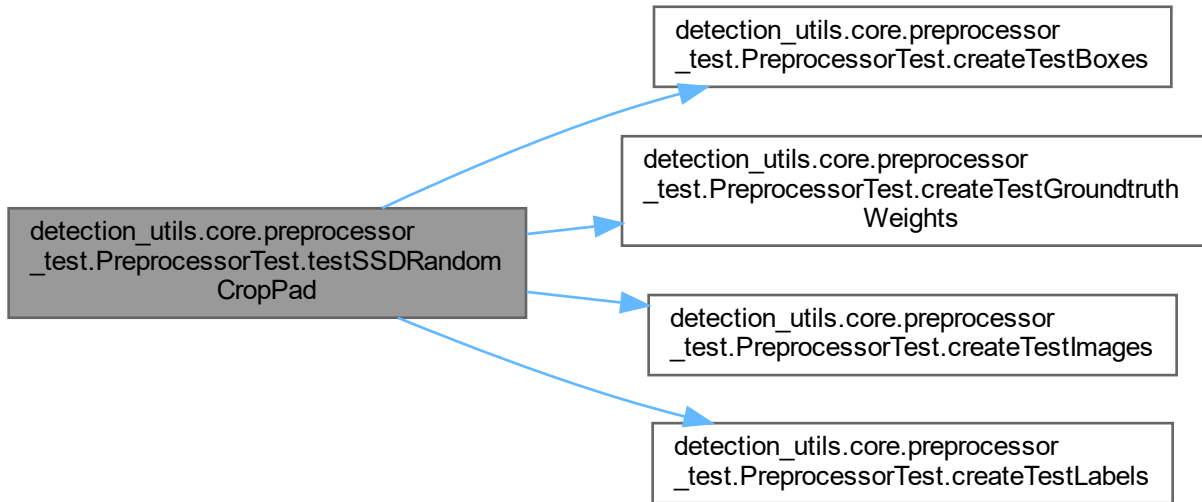 detection_utils.core.preprocessor
_test.PreprocessorTest.testSSDRandom
CropPad
detection_utils.core.preprocessor
_test.PreprocessorTest.createTestBoxes
detection_utils.core.preprocessor
_test.PreprocessorTest.createTestGroundtruth
Weights
detection_utils.core.preprocessor
_test.PreprocessorTest.createTestImages
detection_utils.core.preprocessor
_test.PreprocessorTest.createTestLabels